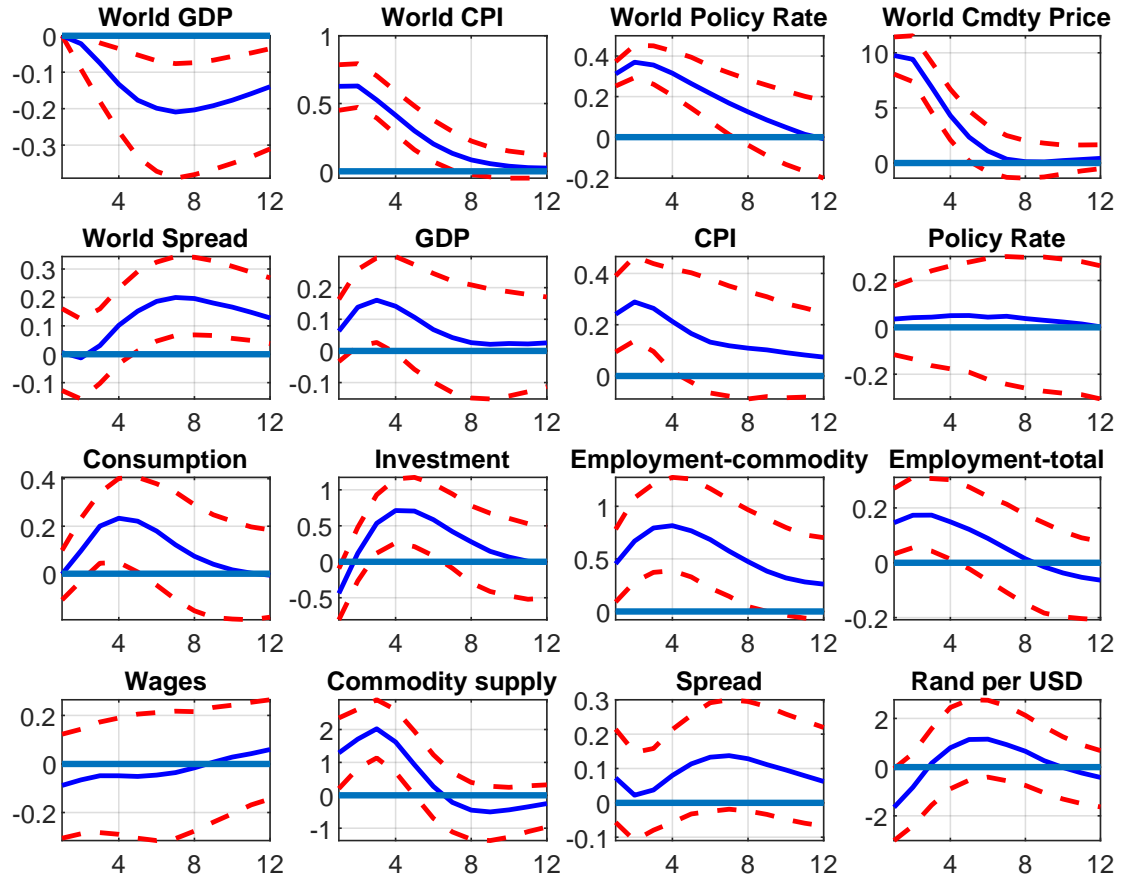 World GDP
0
-0.1
-0.2
-0.3
4 8 12
World CPI
1
0.5
0
4 8 12
World Policy Rate
0.4
0.2
0
-0.2
4 8 12
World Cmdty Price
10
5
0
4 8 12
World Spread
0.3
0.2
0.1
0
-0.1
4 8 12
GDP
0.2
0.1
0
-0.1
4 8 12
CPI
0.4
0.2
0
4 8 12
Policy Rate
0.2
0
-0.2
4 8 12
Consumption
0.4
0.2
0
4 8 12
Investment
1
0.5
0
-0.5
4 8 12
Employment-commodity
1
0.5
0
4 8 12
Employment-total
0.2
0
-0.2
4 8 12
Wages
0.2
0
-0.2
4 8 12
Commodity supply
2
1
0
-1
4 8 12
Spread
0.3
0.2
0.1
0
-0.1
4 8 12
Rand per USD
2
0
-2
4 8 12